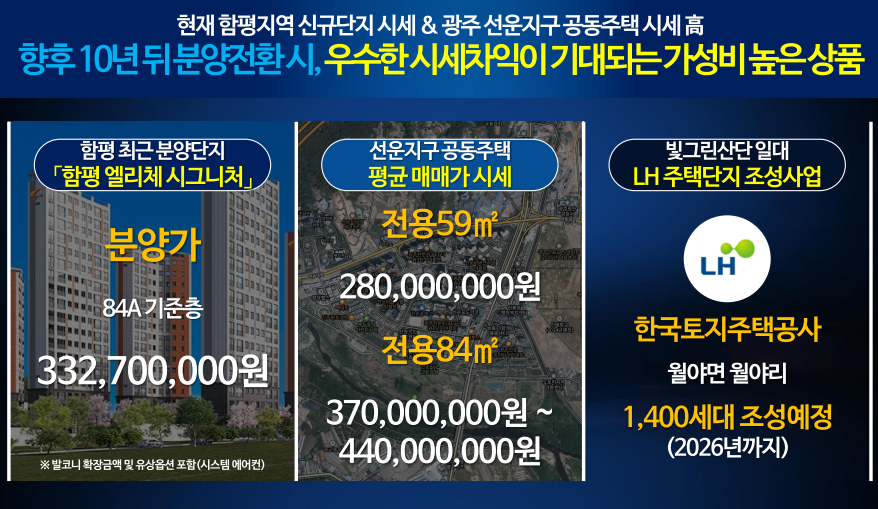 현재 함평지역 신규단지 시세 & 광주 선운지구 공동주택 시세 高
향후 10년 뒤 분양전환 시, 우수한 시세차익이 기대되는 가성비 높은 상품
함평 최근 분양단지
「함평 엘리체 시그니처」
분양가
84A 기준층
332,700,000원
※ 발코니 확장금액 및 유상옵션 포함(시스템 에어컨)
선운지구 공동주택
평균 매매가 시세
전용59㎡
280,000,000원
전용84㎡
370,000,000원 ~
440,000,000원
빛그린산단 일대
LH 주택단지 조성사업
LH
한국토지주택공사
월야면 월야리
1,400세대 조성예정
(2026년까지)